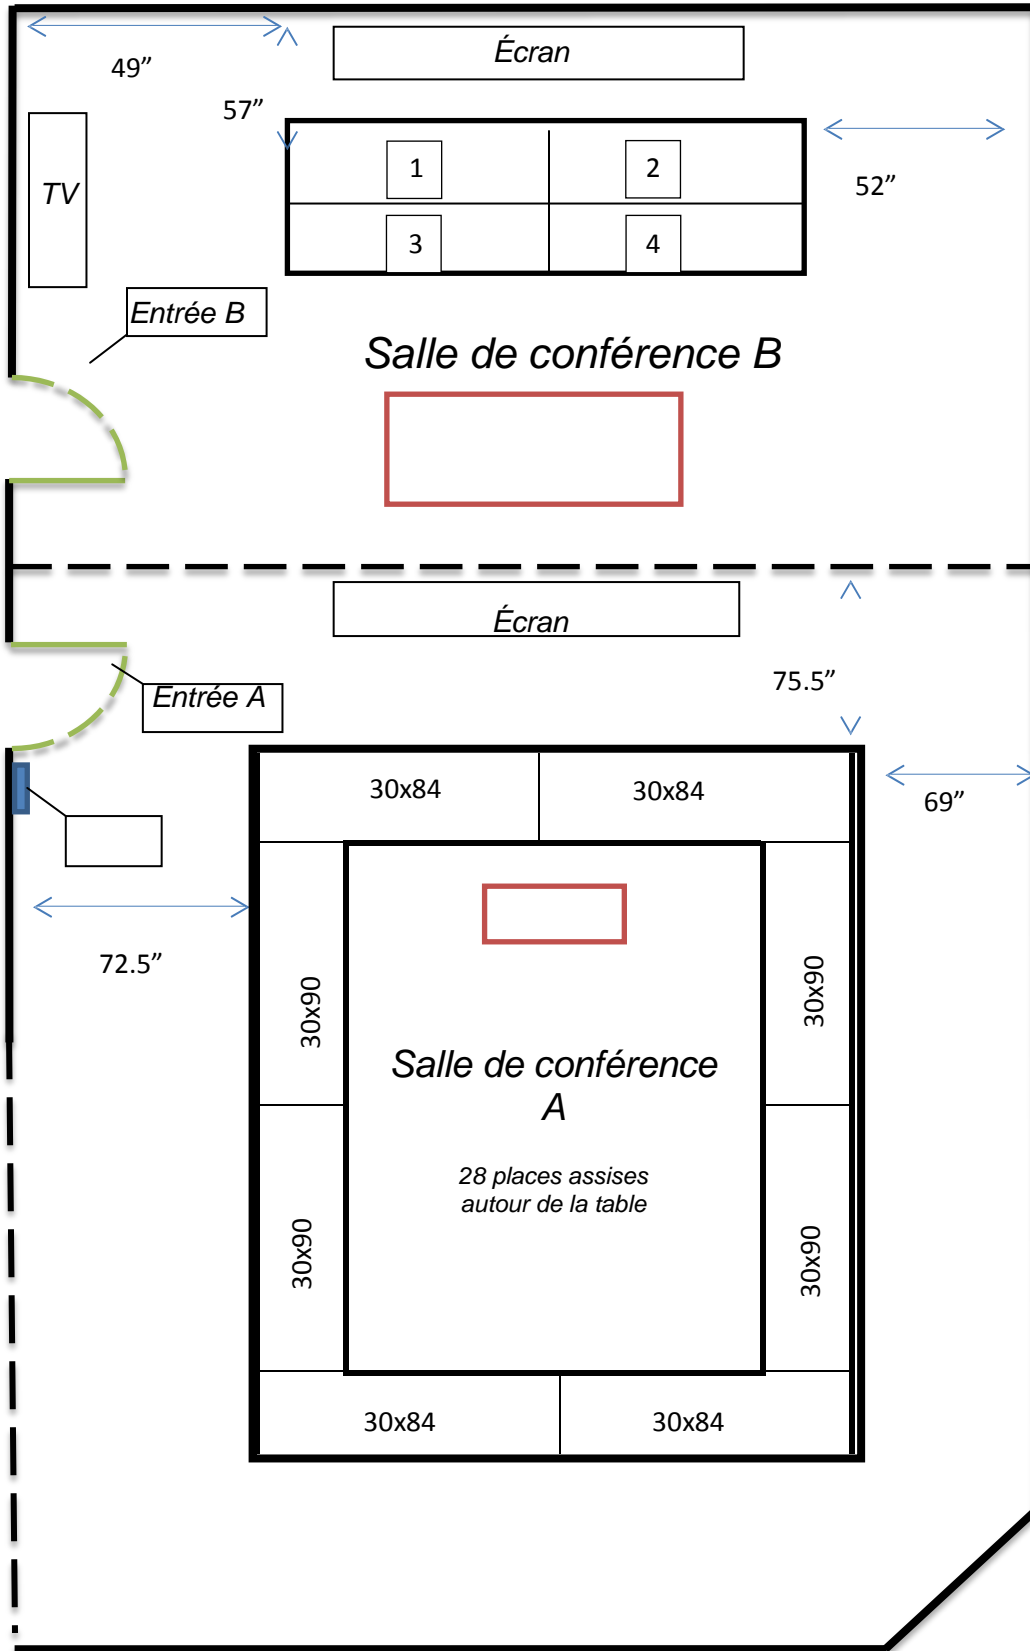 Écran
49”
57”
TV
1
2
52”
3
4
Entrée B
Salle de conférence B
Écran
75.5”
Entrée A
30x84
30x84
69”
72.5”
30x90
30x90
Salle de conférence
A
28 places assises
autour de la table
30x90
30x90
30x84
30x84